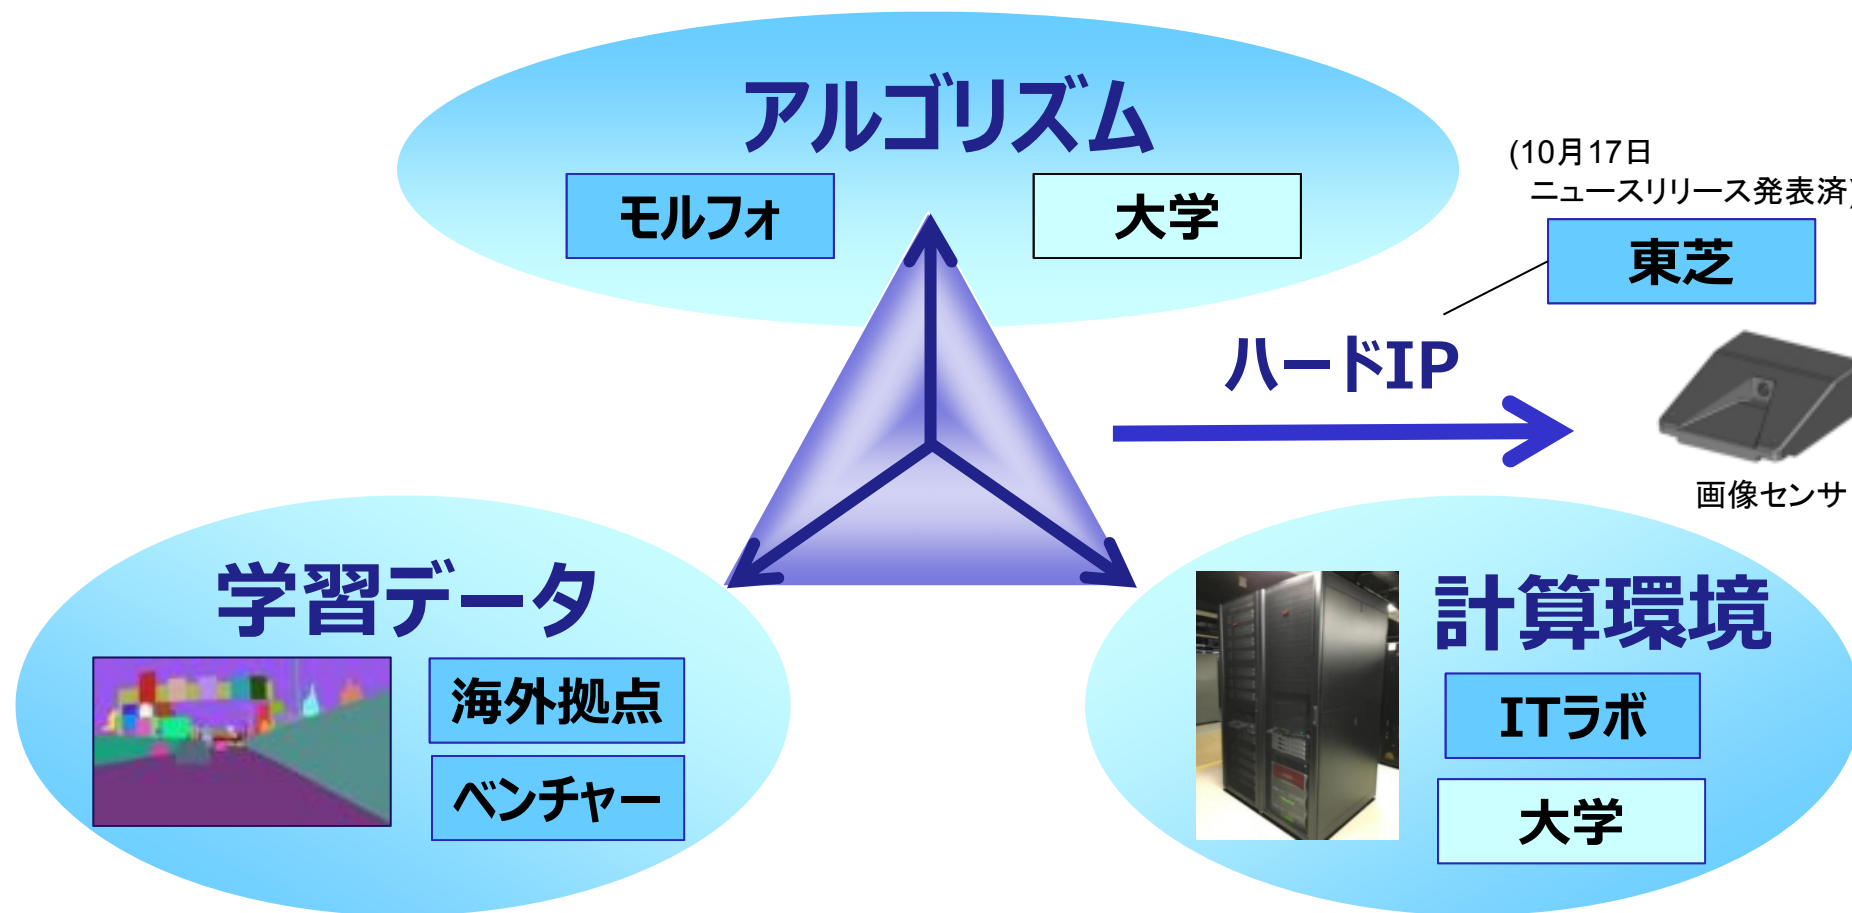 アルゴリズム
モルフォ
大学
(10月17日
ニュースリリース発表済)
東芝
ハードIP
画像センサ
学習データ
海外拠点
ベンチャー
計算環境
ITラボ
大学